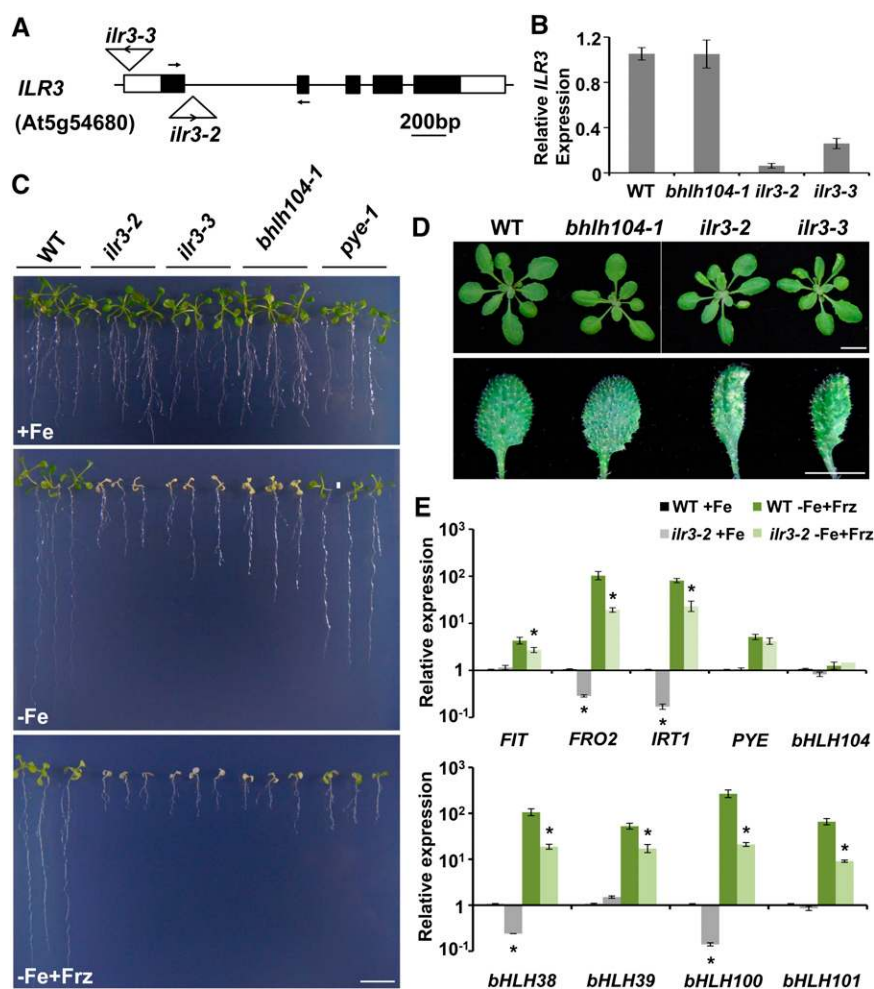 A
ilr3-3
ILR3
(At5g54680)
ilr3-2
200bp
B
Relative ILR3
Expression
1.2
0.8
0.4
0
WT bhlh104-1 ilr3-2 ilr3-3
C
WT ilr3-2 ilr3-3 bhlh104-1 pye-1
+Fe
-Fe
-Fe+Frz
D
WT bhlh104-1 ilr3-2 ilr3-3
E
WT +Fe WT -Fe+Frz
ilr3-2 +Fe ilr3-2 -Fe+Frz
Relative expression
10³
10²
10¹
1
10⁻¹
* * * * *
FIT FRO2 IRT1 PYE bHLH104
Relative expression
10³
10²
10¹
1
10⁻¹
* * * * * *
bHLH38 bHLH39 bHLH100 bHLH101